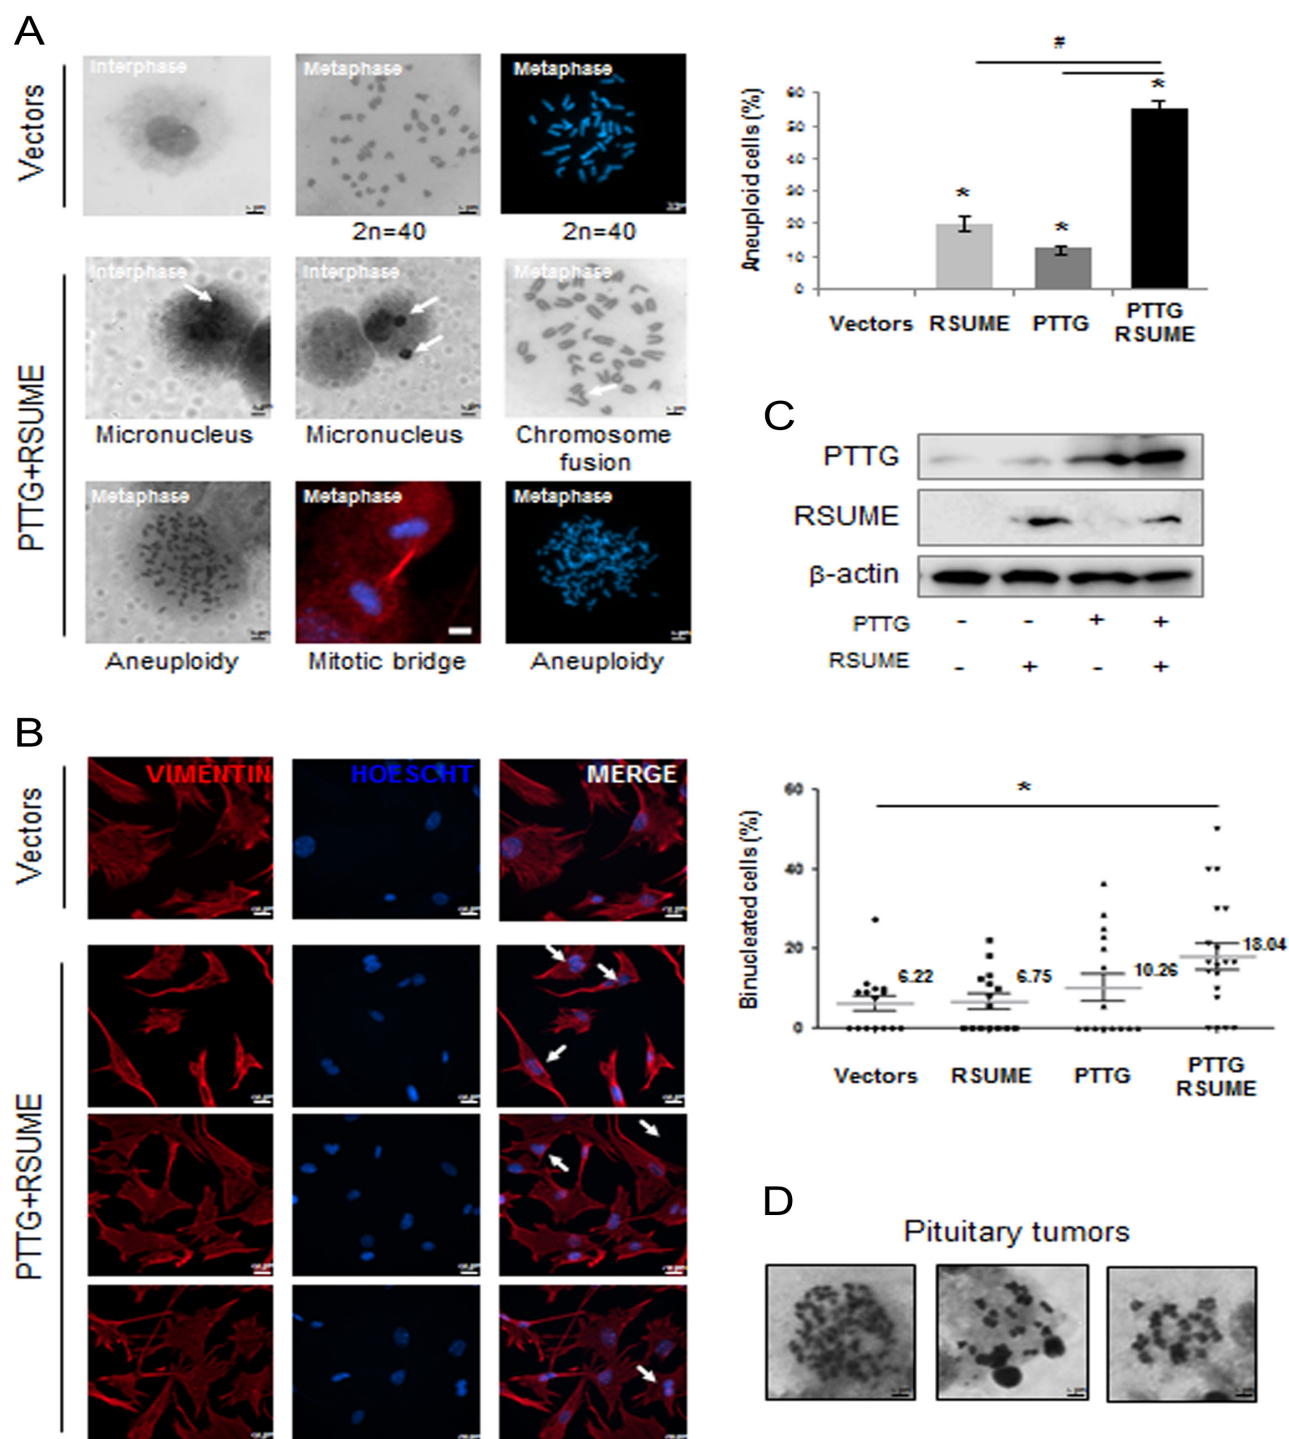 A
Vectors
Interphase
Metaphase
Metaphase
2n=40
2n=40
PTTG+RSUME
Interphase
Interphase
Metaphase
Micronucleus
Micronucleus
Chromosome
fusion
Metaphase
Metaphase
Metaphase
Aneuploidy
Mitotic bridge
Aneuploidy
#
*
*
*
Aneuploid cells (%)
60
50
40
30
20
10
0
Vectors
RSUME
PTTG
PTTG
RSUME
C
PTTG
RSUME
β-actin
PTTG - - + +
RSUME - + - +
B
Vectors
VIMENTIN
HOESCHT
MERGE
PTTG+RSUME
*
Binucleated cells (%)
60
40
20
0
6.22
6.75
10.26
18.04
Vectors
RSUME
PTTG
PTTG
RSUME
D
Pituitary tumors